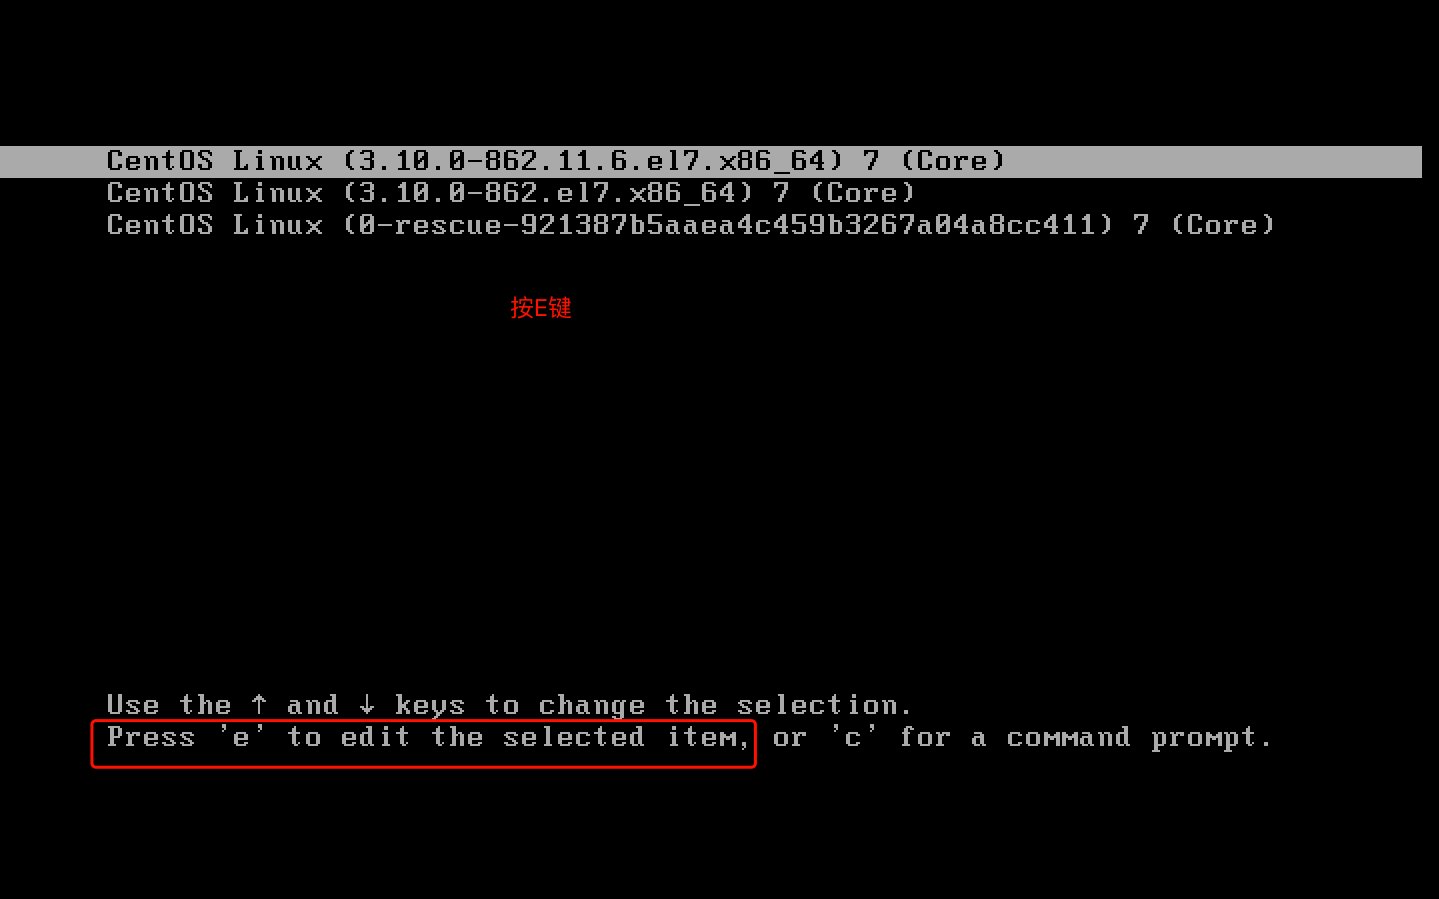 CentOS Linux (3.10.0-862.11.6.el7.x86_64) 7 (Core)
CentOS Linux (3.10.0-862.el7.x86_64) 7 (Core)
CentOS Linux (0-rescue-921387b5aaea4c459b3267a04a8cc411) 7 (Core)
按E键
Use the ↑ and ↓ keys to change the selection.
Press 'e' to edit the selected item, or 'c' for a command prompt.